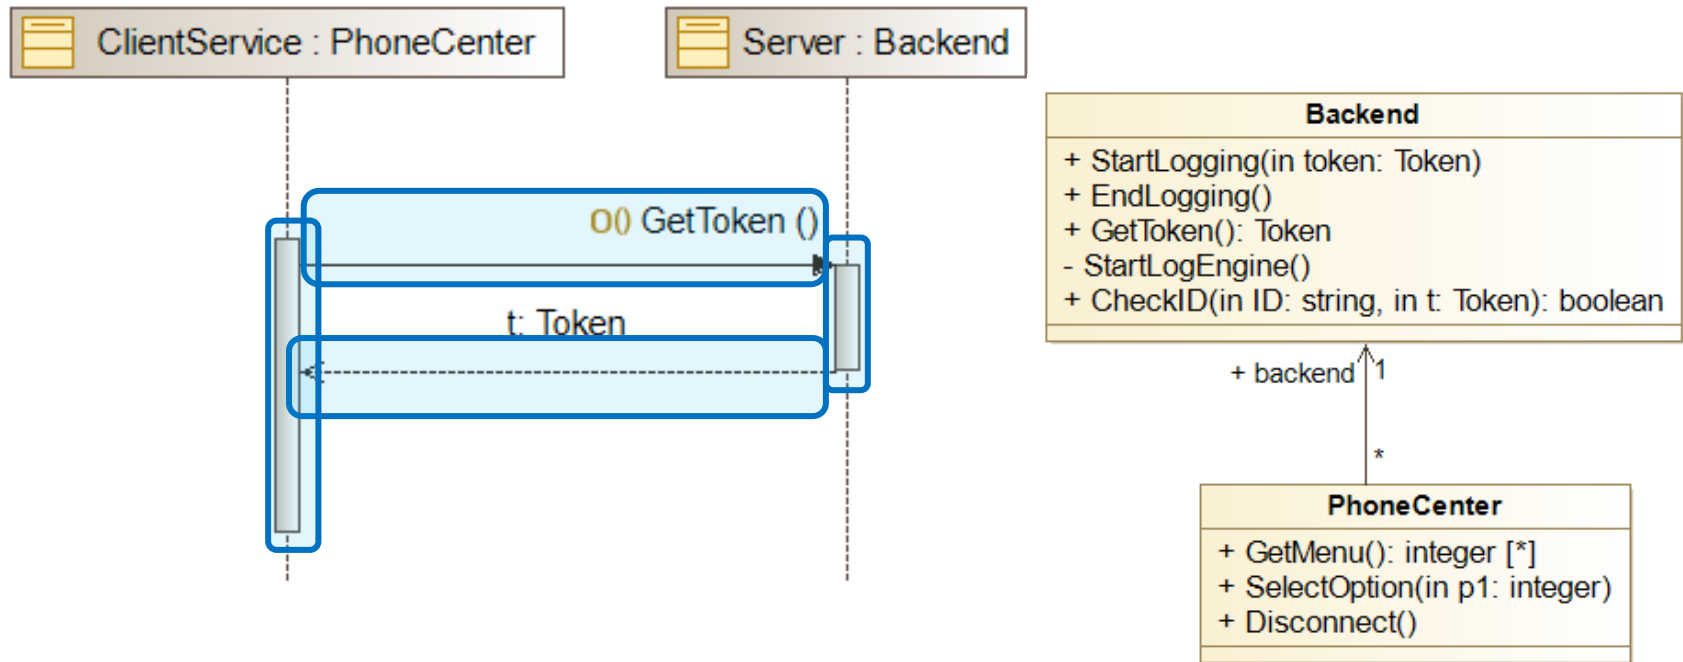 ClientService : PhoneCenter
Server : Backend
O() GetToken ()
t: Token
Backend
+ StartLogging(in token: Token)
+ EndLogging()
+ GetToken(): Token
- StartLogEngine()
+ CheckID(in ID: string, in t: Token): boolean
+ backend 1
*
PhoneCenter
+ GetMenu(): integer [*]
+ SelectOption(in p1: integer)
+ Disconnect()